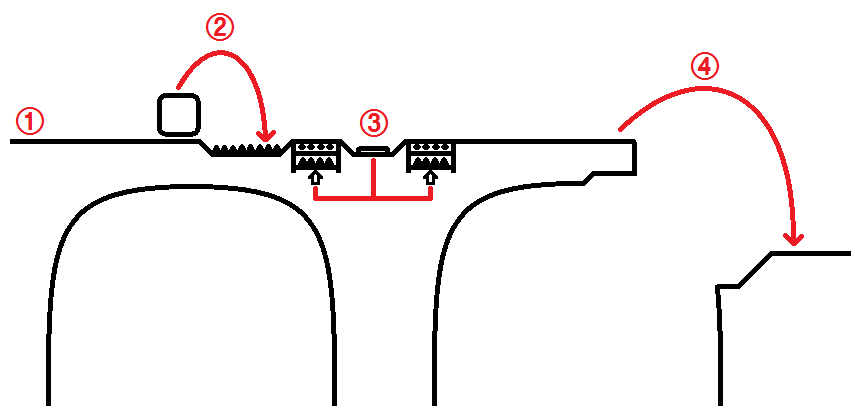 ②
④
①
③